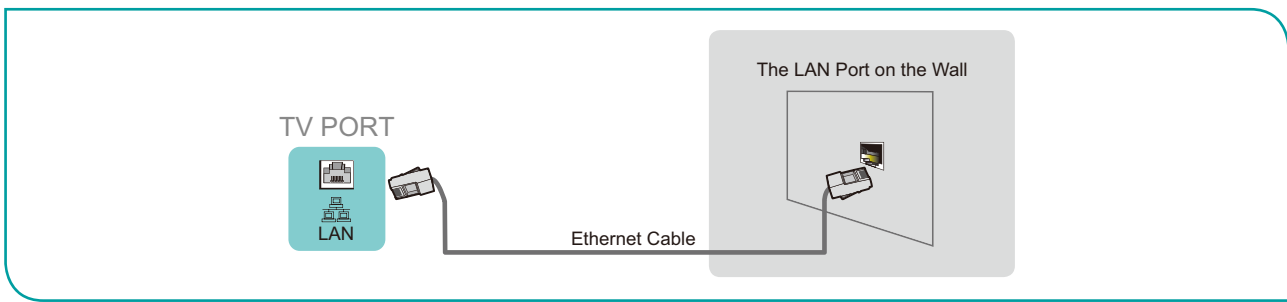 The LAN Port on the Wall
TV PORT
LAN
Ethernet Cable